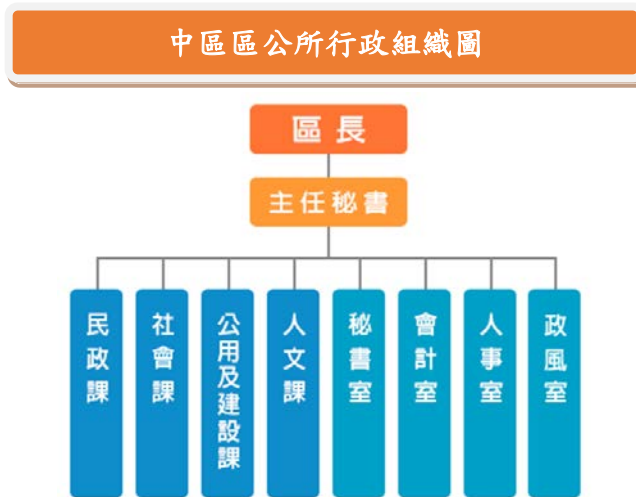 中區區公所行政組織圖
區長
主任秘書
民政課
社會課
公用及建設課
人文課
秘書室
會計室
人事室
政風室